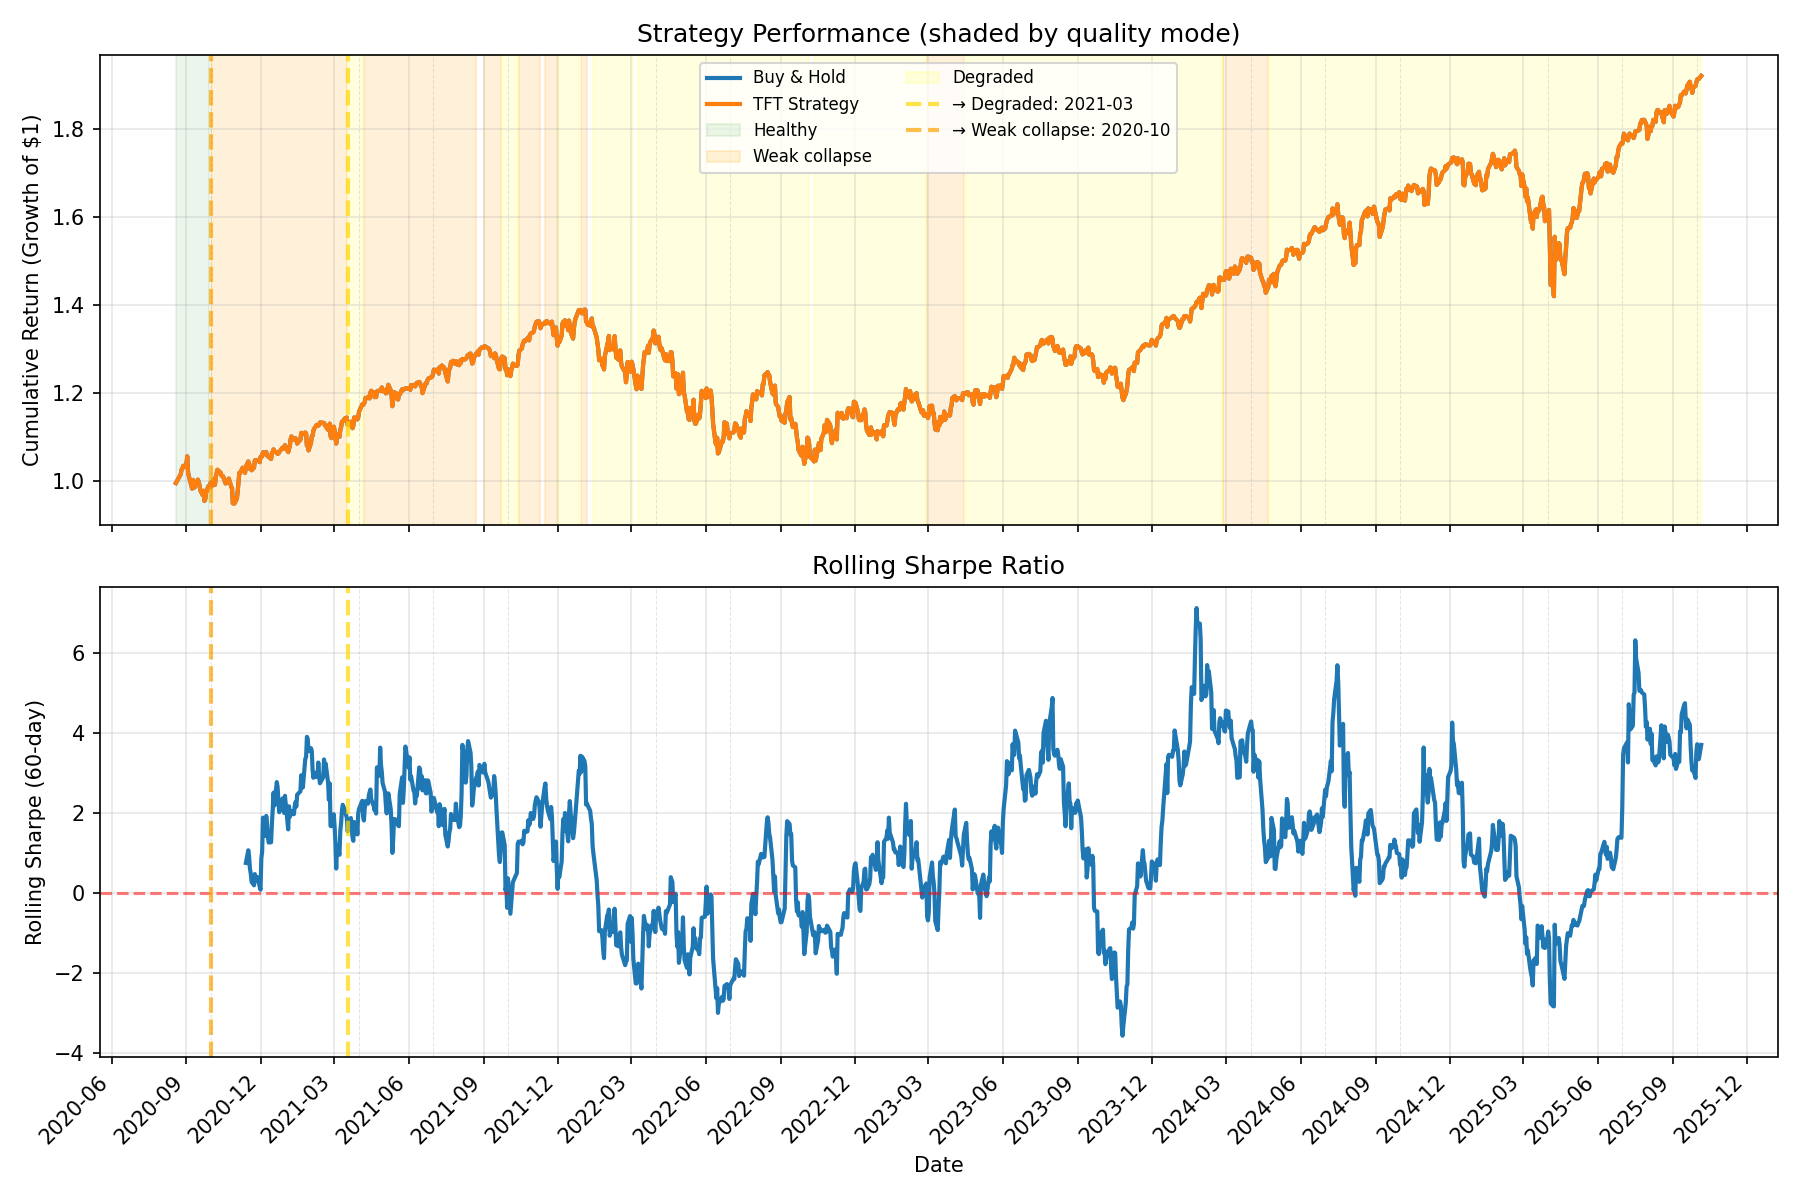 Strategy Performance (shaded by quality mode)
Cumulative Return (Growth of $1)
1.8
1.6
1.4
1.2
1.0
Buy & Hold
TFT Strategy
Healthy
Weak collapse
Degraded
→ Degraded: 2021-03
→ Weak collapse: 2020-10
Rolling Sharpe Ratio
Rolling Sharpe (60-day)
6
4
2
0
−2
−4
2020-06
2020-09
2020-12
2021-03
2021-06
2021-09
2021-12
2022-03
2022-06
2022-09
2022-12
2023-03
2023-06
2023-09
2023-12
2024-03
2024-06
2024-09
2024-12
2025-03
2025-06
2025-09
2025-12
Date